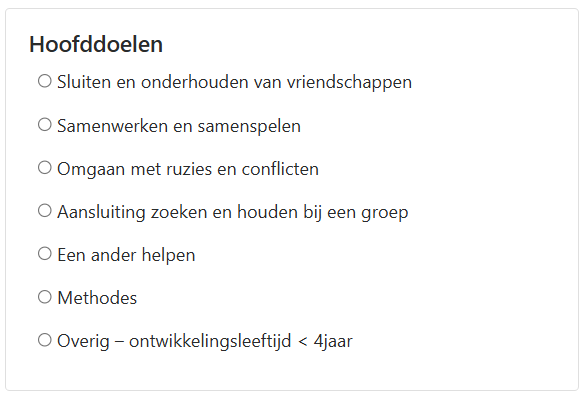 Hoofddoelen
Sluiten en onderhouden van vriendschappen
Samenwerken en samenspelen
Omgaan met ruzies en conflicten
Aansluiting zoeken en houden bij een groep
Een ander helpen
Methodes
Overig – ontwikkelingsleeftijd < 4jaar